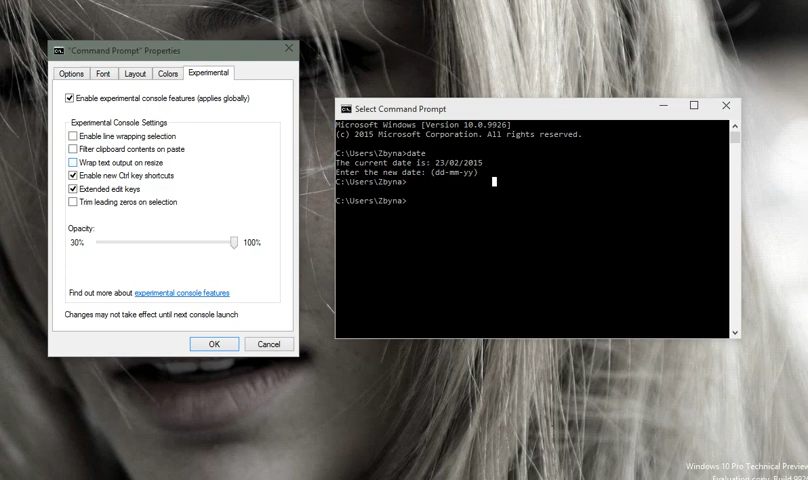 "Command Prompt" Properties
Options Font Layout Colors Experimental
Enable experimental console features (applies globally)
Experimental Console Settings
Enable line wrapping selection
Filter clipboard contents on paste
Wrap text output on resize
Enable new Ctrl key shortcuts
Extended edit keys
Trim leading zeros on selection
Opacity:
30% 100%
Find out more about experimental console features
Changes may not take effect until next console launch
OK Cancel
Select Command Prompt
Microsoft Windows [Version 10.0.9926]
(c) 2015 Microsoft Corporation. All rights reserved.
C:\Users\Zbyna>date
The current date is: 23/02/2015
Enter the new date: (dd-mm-yy)
C:\Users\Zbyna>
C:\Users\Zbyna>
Windows 10 Pro Technical Preview
Evaluation copy. Build